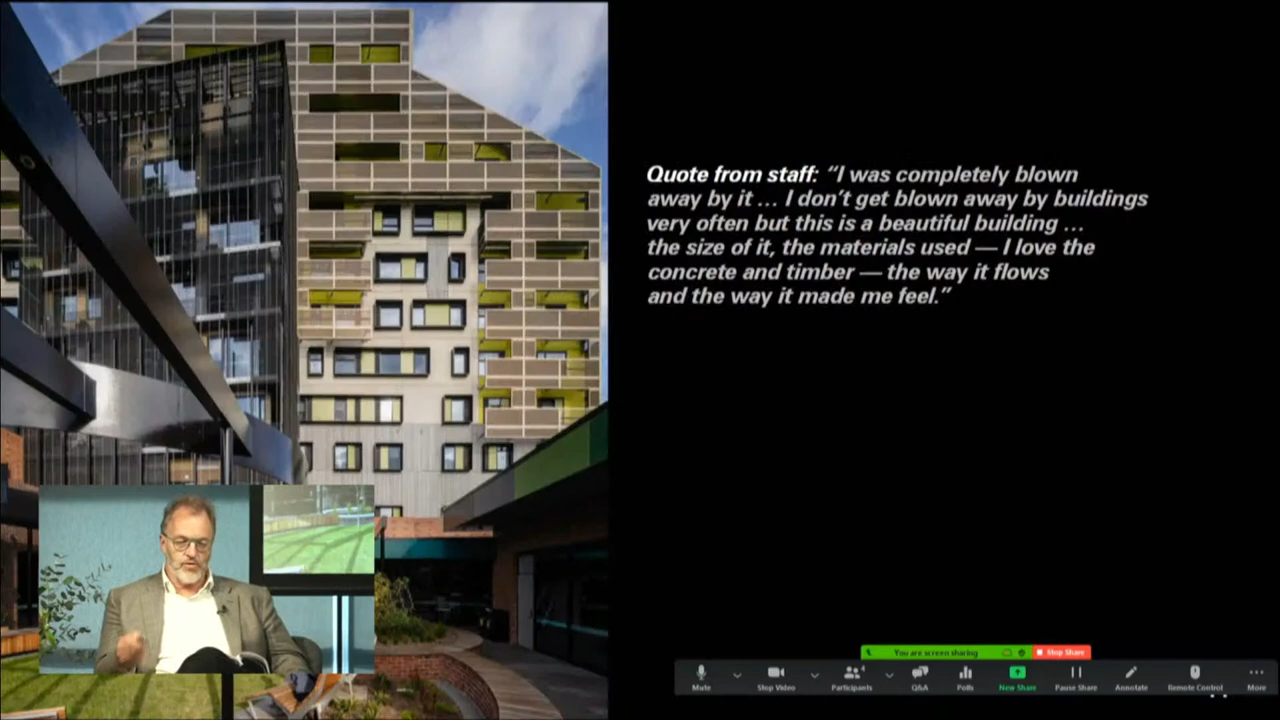 Quote from staff: “I was completely blown
away by it ... I don’t get blown away by buildings
very often but this is a beautiful building ...
the size of it, the materials used — I love the
concrete and timber — the way it flows
and the way it made me feel.”
You are screen sharing
Stop Share
Mute
Stop Video
Participants
4
Q&A
Polls
New Share
Pause Share
Annotate
Remote Control
More